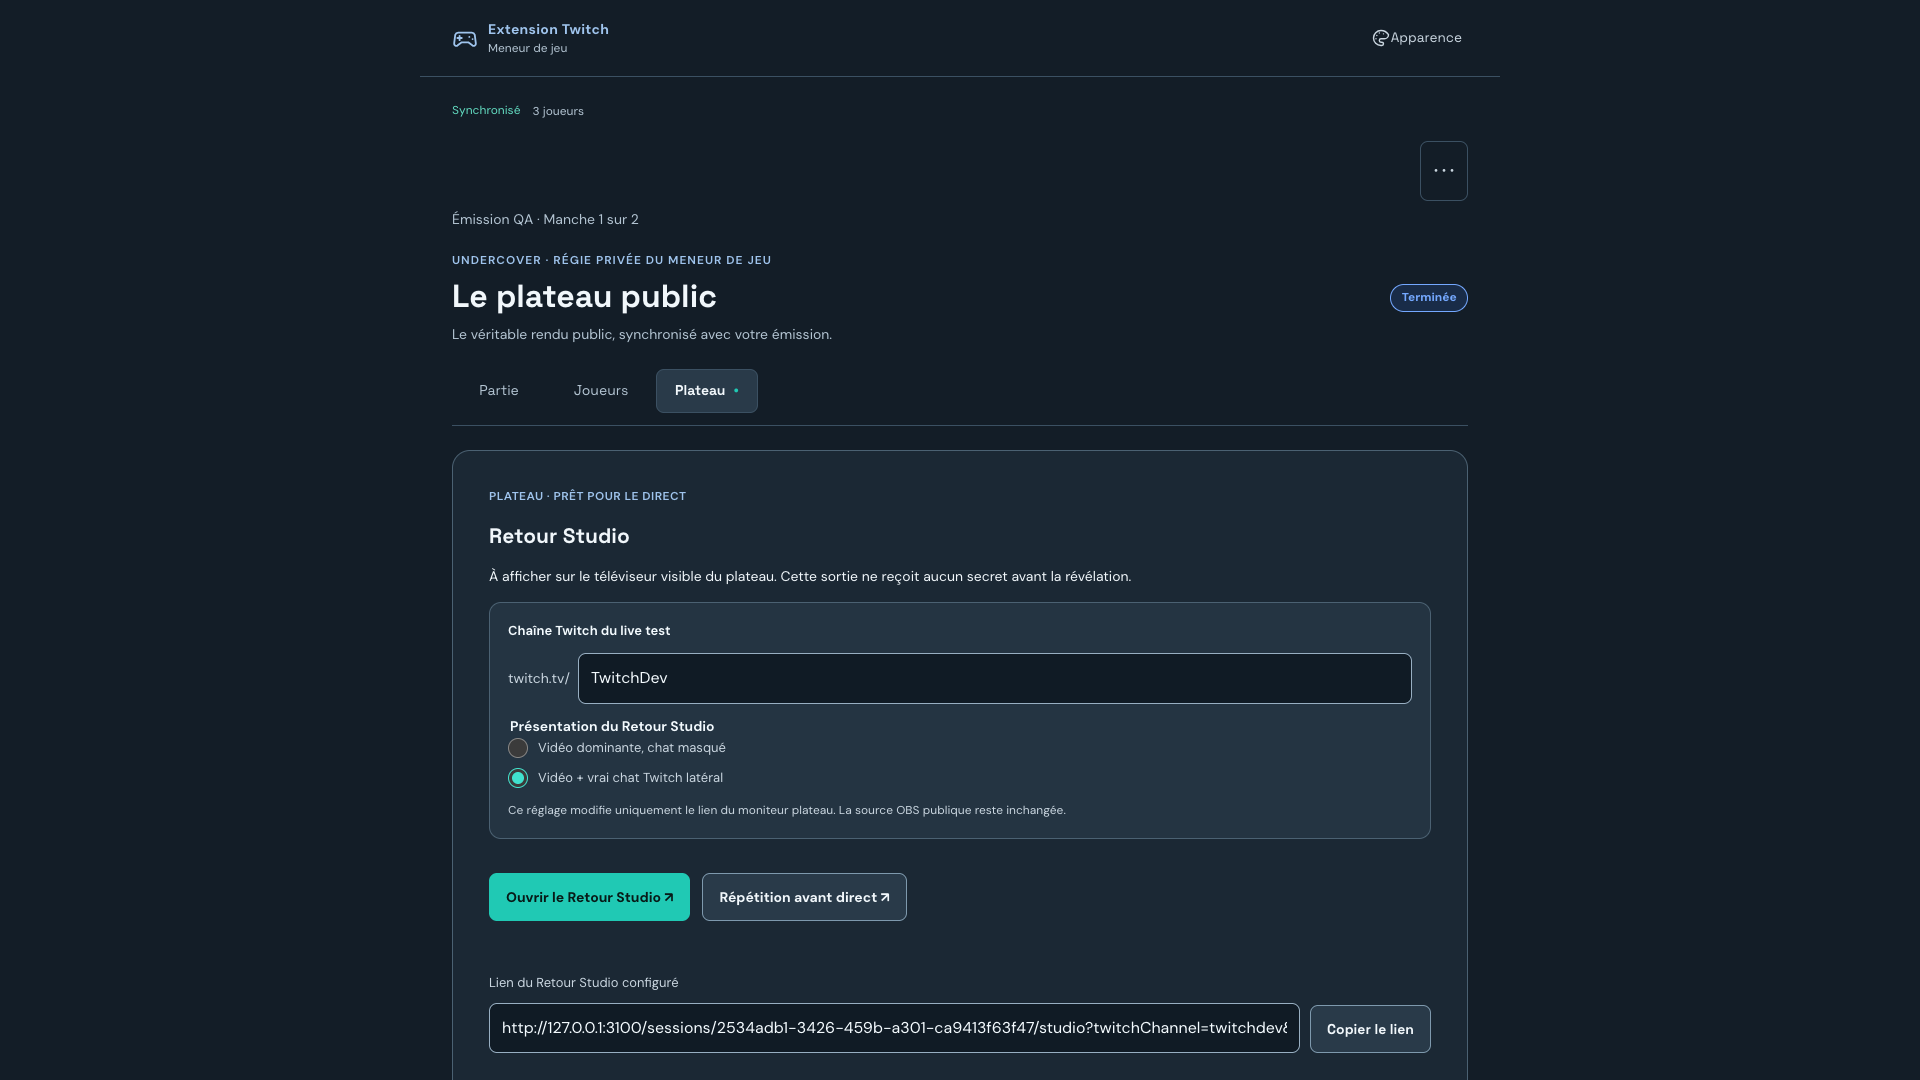 Extension Twitch
Meneur de jeu
Apparence
Synchronisé 3 joueurs
...
Émission QA · Manche 1 sur 2
UNDERCOVER · RÉGIE PRIVÉE DU MENEUR DE JEU
Le plateau public
Terminée
Le véritable rendu public, synchronisé avec votre émission.
Partie Joueurs Plateau
PLATEAU · PRÊT POUR LE DIRECT
Retour Studio
À afficher sur le téléviseur visible du plateau. Cette sortie ne reçoit aucun secret avant la révélation.
Chaîne Twitch du live test
twitch.tv/ TwitchDev
Présentation du Retour Studio
Vidéo dominante, chat masqué
Vidéo + vrai chat Twitch latéral
Ce réglage modifie uniquement le lien du moniteur plateau. La source OBS publique reste inchangée.
Ouvrir le Retour Studio ↗ Répétition avant direct ↗
Lien du Retour Studio configuré
http://127.0.0.1:3100/sessions/2534adb1-3426-459b-a301-ca9413f63f47/studio?twitchChannel=twitchdev
Copier le lien